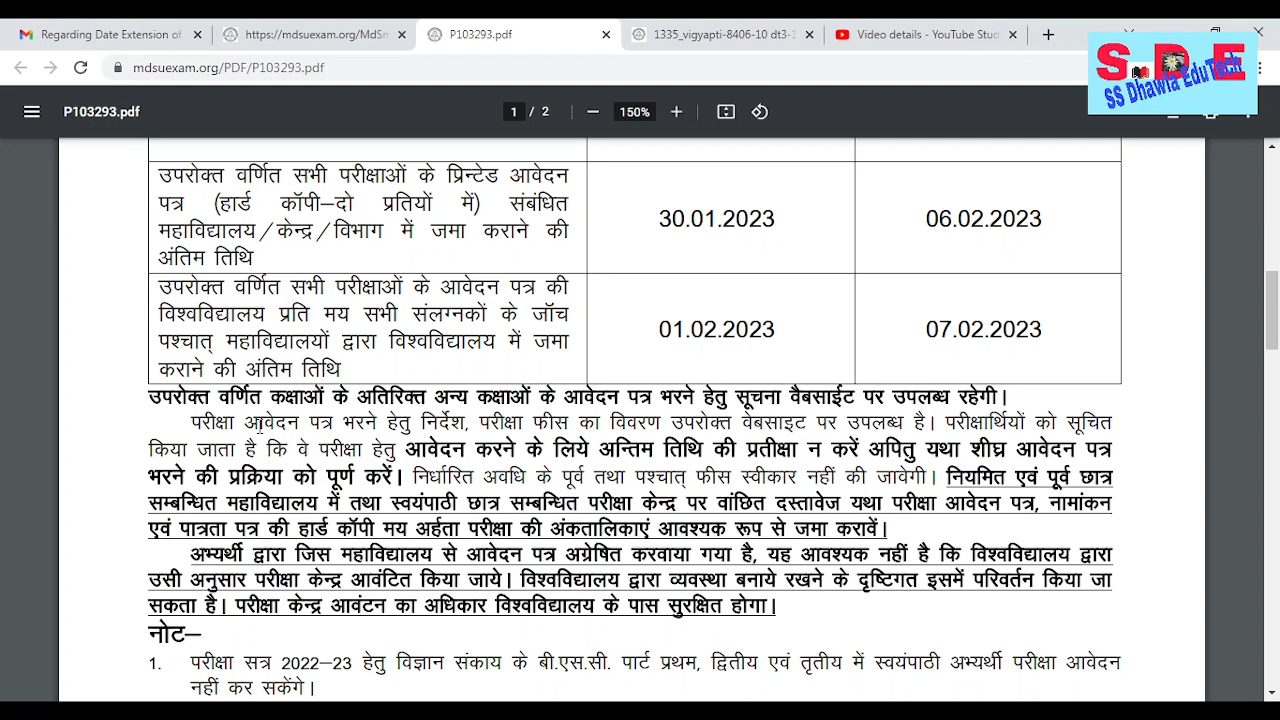 Regarding Date Extension of
https://mdsuexam.org/MdSr
P103293.pdf
1335_vigyapti-8406-10 dt3-1
Video details - YouTube Stud
mdsuexam.org/PDF/P103293.pdf
S D E
SS Dhawla EduTech
P103293.pdf
1 / 2
150%
उपरोक्त वर्णित सभी परीक्षाओं के प्रिन्टेड आवेदन
पत्र (हार्ड कॉपी–दो प्रतियों में) संबंधित
महाविद्यालय/केन्द्र/विभाग में जमा कराने की
अंतिम तिथि
30.01.2023
06.02.2023
उपरोक्त वर्णित सभी परीक्षाओं के आवेदन पत्र की
विश्वविद्यालय प्रति मय सभी संलग्नकों के जॉच
पश्चात् महाविद्यालयों द्वारा विश्वविद्यालय में जमा
कराने की अंतिम तिथि
01.02.2023
07.02.2023
उपरोक्त वर्णित कक्षाओं के अतिरिक्त अन्य कक्षाओं के आवेदन पत्र भरने हेतु सूचना वैबसाईट पर उपलब्ध रहेगी।
परीक्षा आवेदन पत्र भरने हेतु निर्देश, परीक्षा फीस का विवरण उपरोक्त वेबसाइट पर उपलब्ध है। परीक्षार्थियों को सूचित
किया जाता है कि वे परीक्षा हेतु आवेदन करने के लिये अन्तिम तिथि की प्रतीक्षा न करें अपितु यथा शीघ्र आवेदन पत्र
भरने की प्रक्रिया को पूर्ण करें। निर्धारित अवधि के पूर्व तथा पश्चात् फीस स्वीकार नहीं की जावेगी। नियमित एवं पूर्व छात्र
सम्बन्धित महाविद्यालय में तथा स्वयंपाठी छात्र सम्बन्धित परीक्षा केन्द्र पर वांछित दस्तावेज यथा परीक्षा आवेदन पत्र, नामांकन
एवं पात्रता पत्र की हार्ड कॉपी मय अर्हता परीक्षा की अंकतालिकाएं आवश्यक रूप से जमा करावें।
अभ्यर्थी द्वारा जिस महाविद्यालय से आवेदन पत्र अग्रेषित करवाया गया है, यह आवश्यक नहीं है कि विश्वविद्यालय द्वारा
उसी अनुसार परीक्षा केन्द्र आवंटित किया जाये। विश्वविद्यालय द्वारा व्यवस्था बनाये रखने के दृष्टिगत इसमें परिवर्तन किया जा
सकता है। परीक्षा केन्द्र आवंटन का अधिकार विश्वविद्यालय के पास सुरक्षित होगा।
नोट–
1. परीक्षा सत्र 2022–23 हेतु विज्ञान संकाय के बी.एस.सी. पार्ट प्रथम, द्वितीय एवं तृतीय में स्वयंपाठी अभ्यर्थी परीक्षा आवेदन
नहीं कर सकेंगे।